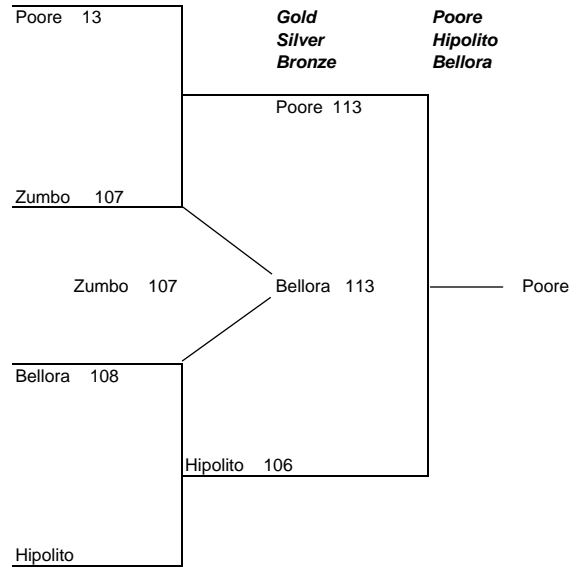 Poore 13 Gold Poore
Silver Hipolito
Bronze Bellora
Poore 113
Zumbo 107
Zumbo 107 Bellora 113 Poore
Bellora 108
Hipolito 106
Hipolito